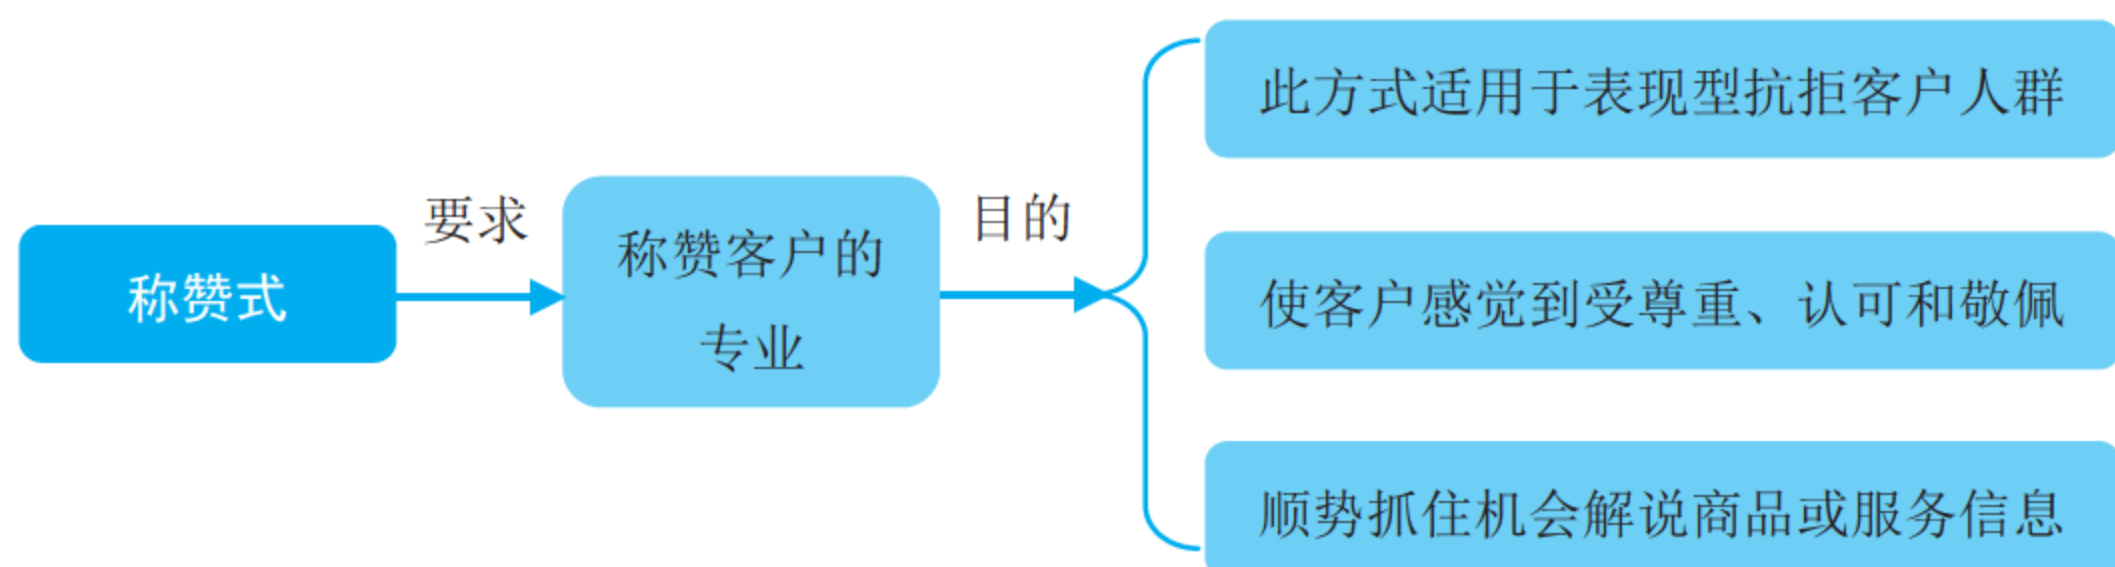 称赞式
要求
称赞客户的
专业
目的
此方式适用于表现型抗拒客户人群
使客户感觉到受尊重、认可和敬佩
顺势抓住机会解说商品或服务信息